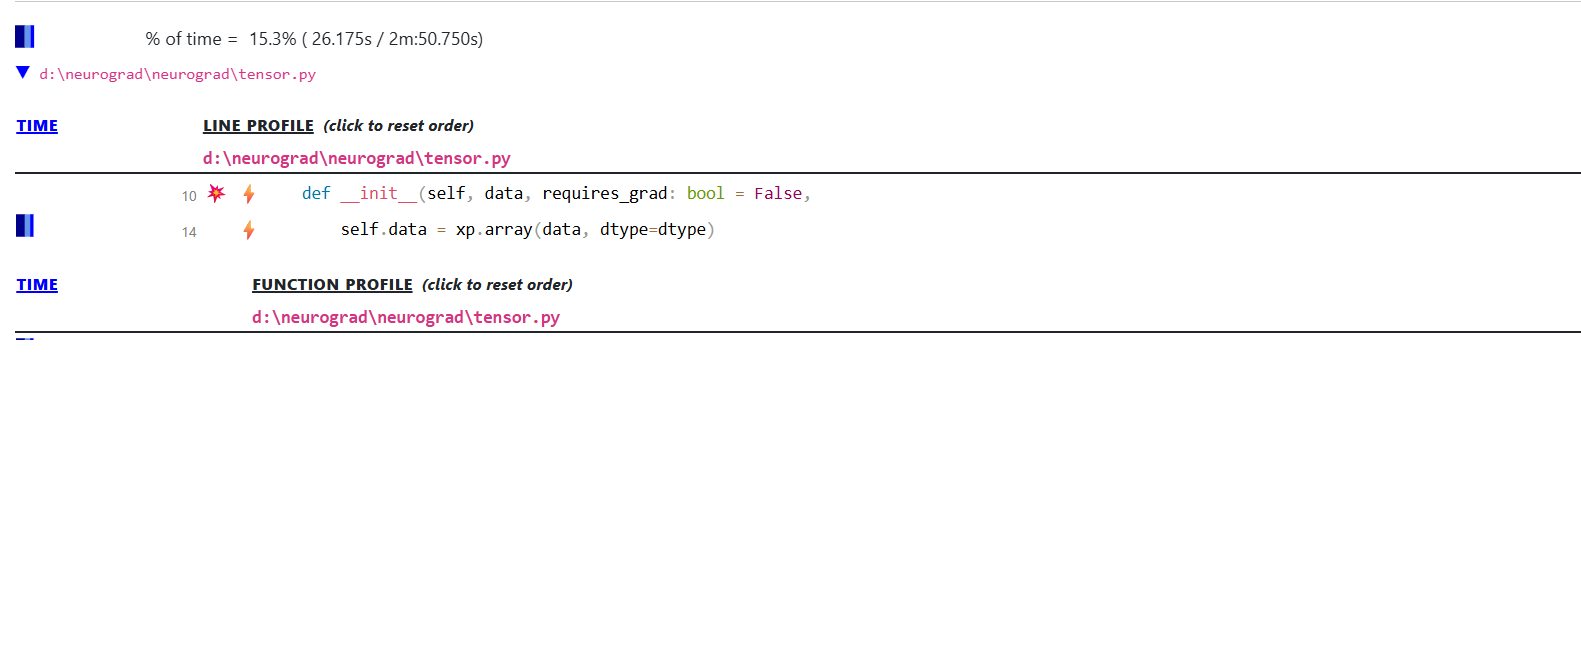 % of time = 15.3% ( 26.175s / 2m:50.750s)
▼ d:\neurograd\neurograd\tensor.py
TIME LINE PROFILE (click to reset order)
d:\neurograd\neurograd\tensor.py
10 def __init__(self, data, requires_grad: bool = False,
14 self.data = xp.array(data, dtype=dtype)
TIME FUNCTION PROFILE (click to reset order)
d:\neurograd\neurograd\tensor.py